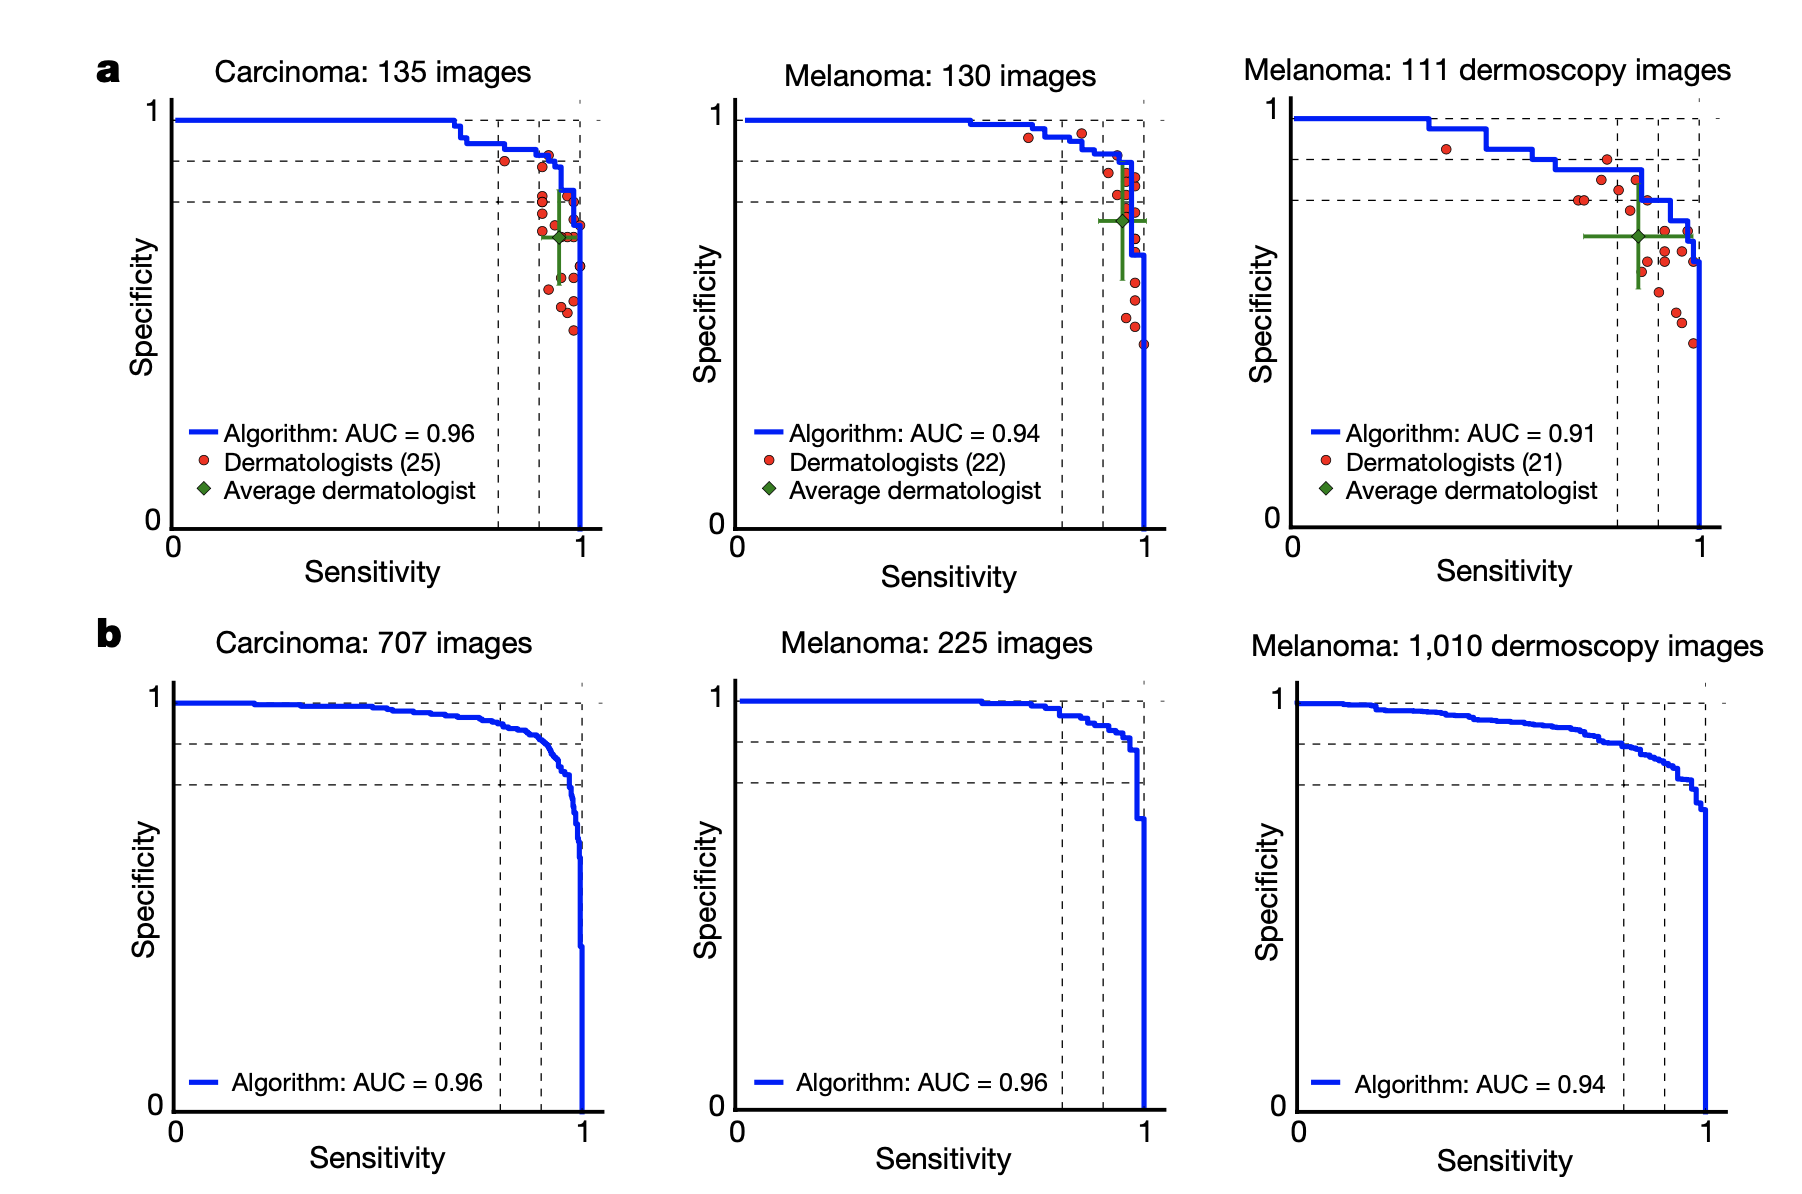 a
Carcinoma: 135 images
1
Specificity
Algorithm: AUC = 0.96
Dermatologists (25)
Average dermatologist
0
0
1
Sensitivity
Melanoma: 130 images
1
Specificity
Algorithm: AUC = 0.94
Dermatologists (22)
Average dermatologist
0
0
1
Sensitivity
Melanoma: 111 dermoscopy images
1
Specificity
Algorithm: AUC = 0.91
Dermatologists (21)
Average dermatologist
0
0
1
Sensitivity
b
Carcinoma: 707 images
1
Specificity
Algorithm: AUC = 0.96
0
0
1
Sensitivity
Melanoma: 225 images
1
Specificity
Algorithm: AUC = 0.96
0
0
1
Sensitivity
Melanoma: 1,010 dermoscopy images
1
Specificity
Algorithm: AUC = 0.94
0
0
1
Sensitivity